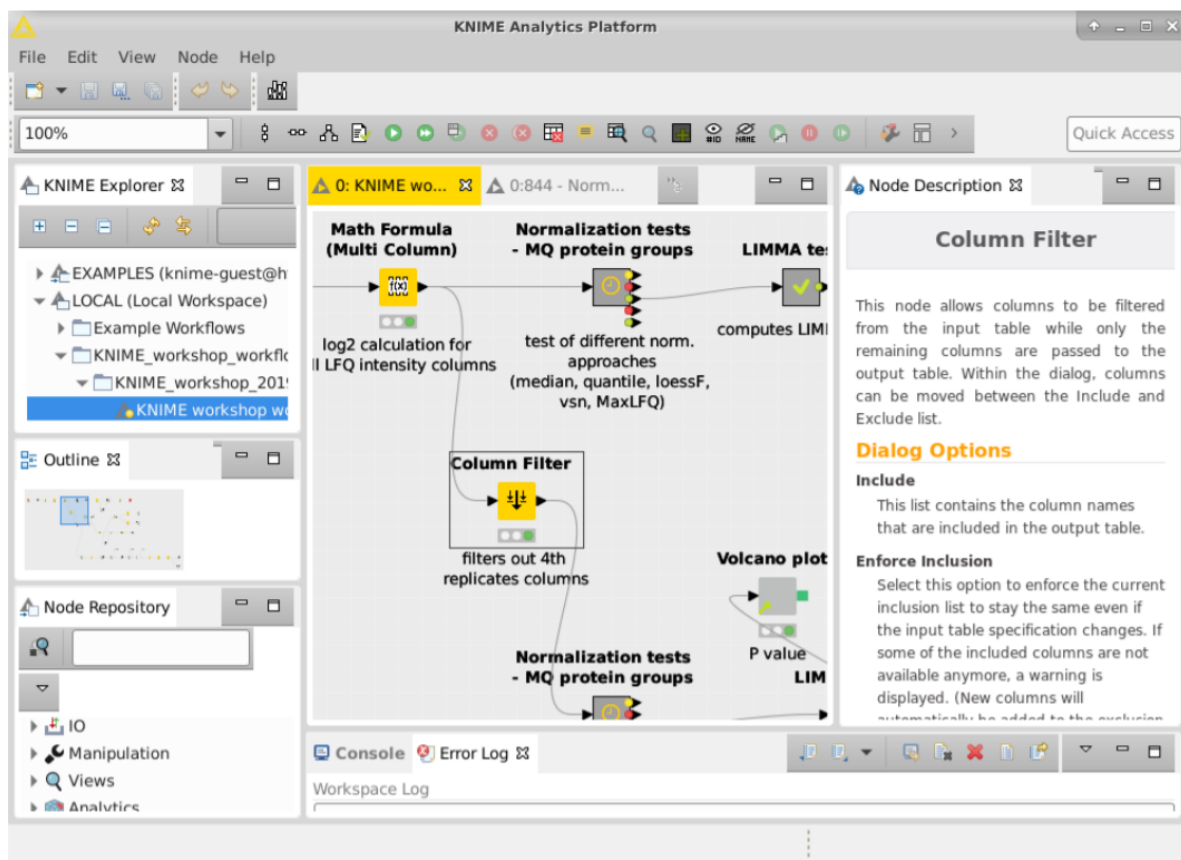 KNIME Analytics Platform
File Edit View Node Help
100%
#ID
NAME
Quick Access
KNIME Explorer
EXAMPLES (knime-guest@h
LOCAL (Local Workspace)
Example Workflows
KNIME_workshop_workflo
KNIME_workshop_201
KNIME workshop wo
Outline
Node Repository
IO
Manipulation
Views
Analytics
0: KNIME wo...
0:844 - Norm...
Math Formula
(Multi Column)
f(x)
log2 calculation for
ll LFQ intensity columns
Normalization tests
- MQ protein groups
test of different norm.
approaches
(median, quantile, loessF,
vsn, MaxLFQ)
LIMMA te
computes LIM
Column Filter
filters out 4th
replicates columns
Volcano plot
P value
Normalization tests
- MQ protein groups
LIM
Node Description
Column Filter
This node allows columns to be filtered
from the input table while only the
remaining columns are passed to the
output table. Within the dialog, columns
can be moved between the Include and
Exclude list.
Dialog Options
Include
This list contains the column names
that are included in the output table.
Enforce Inclusion
Select this option to enforce the current
inclusion list to stay the same even if
the input table specification changes. If
some of the included columns are not
available anymore, a warning is
displayed. (New columns will
automatically be added to the exclusion
Console
Error Log
Workspace Log